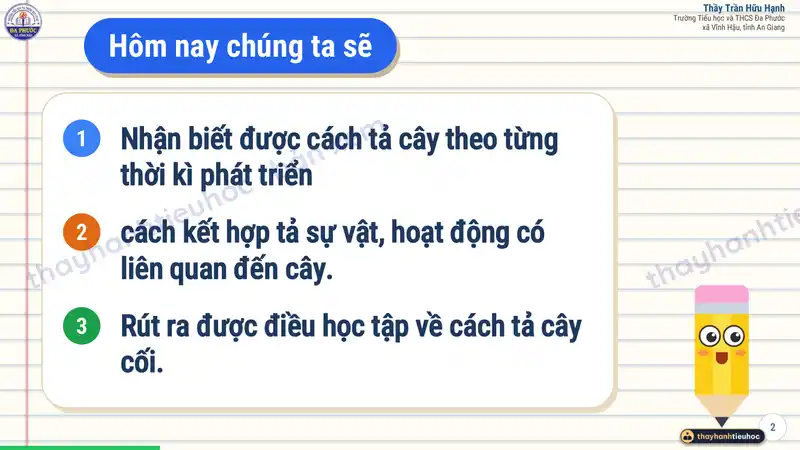 Thầy Trần Hữu Hạnh
Trường Tiểu học và THCS Đa Phước
xã Vĩnh Hậu, tỉnh An Giang
ĐA PHƯỚC
Hôm nay chúng ta sẽ
1 Nhận biết được cách tả cây theo từng
thời kì phát triển
2 cách kết hợp tả sự vật, hoạt động có
liên quan đến cây.
3 Rút ra được điều học tập về cách tả cây
cối.
thayhanhtieuhoc
2